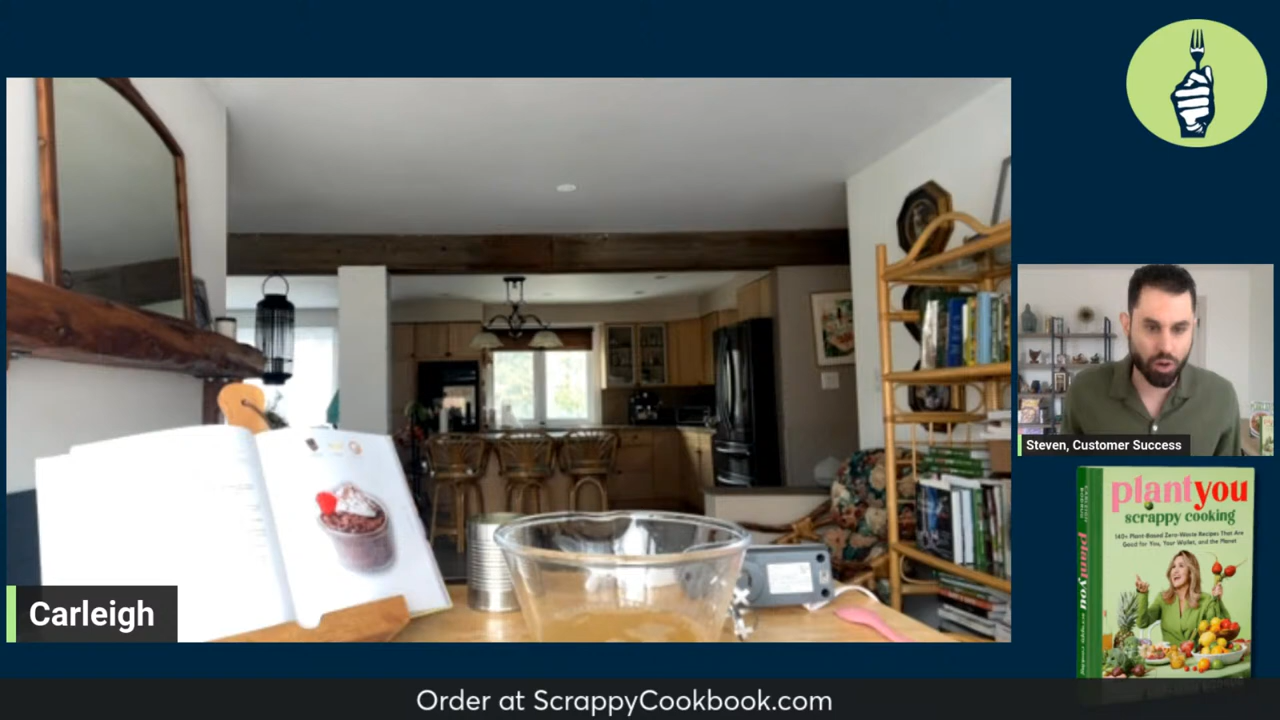 Carleigh
Steven, Customer Success
plantyou
scrappy cooking
140+ Plant-Based Zero-Waste Recipes That Are
Good for You, Your Wallet, and the Planet
plantyou
Order at ScrappyCookbook.com